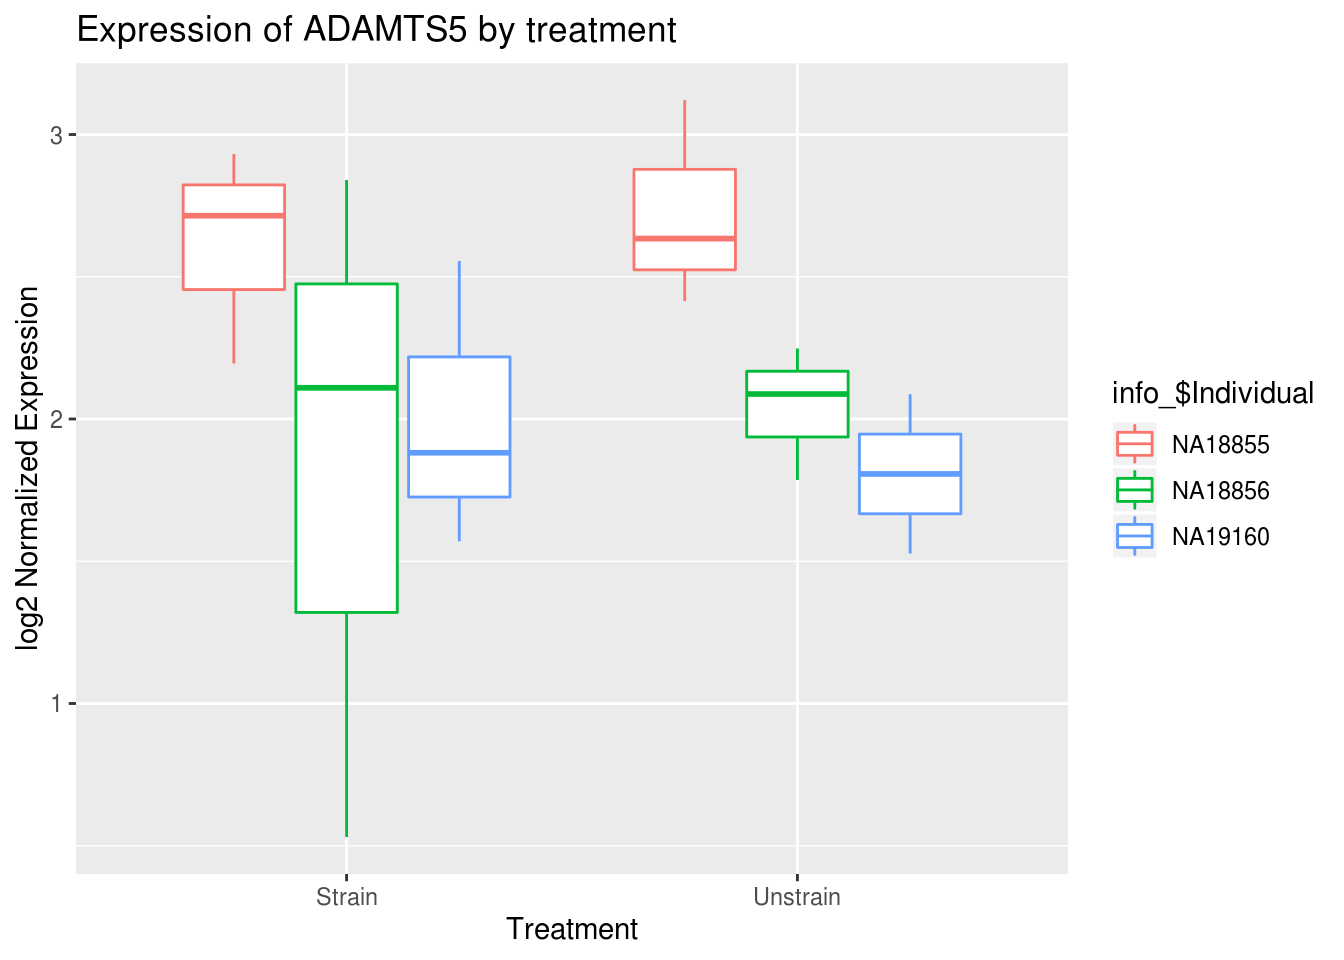 Expression of ADAMTS5 by treatment
log2 Normalized Expression
3
2
1
Strain
Unstrain
Treatment
info_$Individual
NA18855
NA18856
NA19160